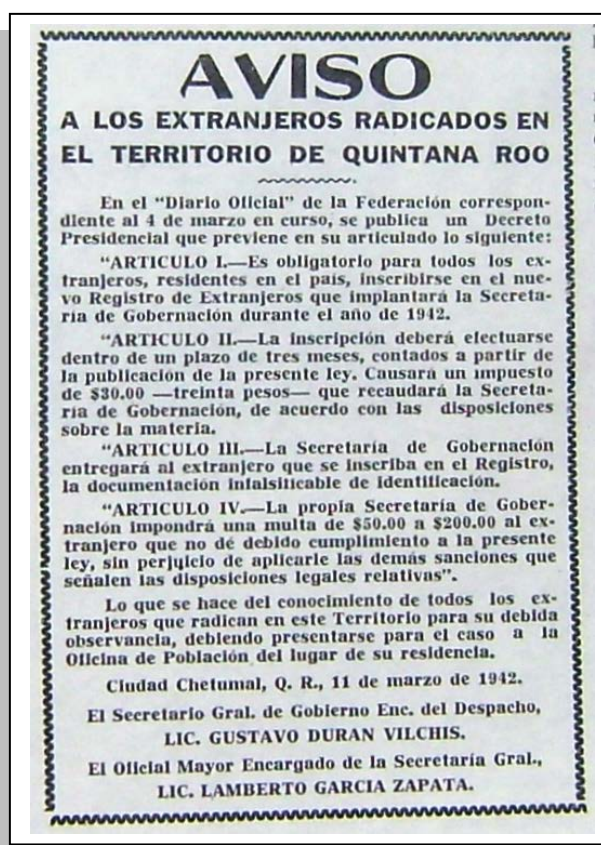 AVISO
A LOS EXTRANJEROS RADICADOS EN
EL TERRITORIO DE QUINTANA ROO
En el "Diario Oficial" de la Federación correspon-
diente al 4 de marzo en curso, se publica un Decreto
Presidencial que previene en su articulado lo siguiente:
"ARTICULO I.—Es obligatorio para todos los ex-
tranjeros, residentes en el país, inscribirse en el nue-
vo Registro de Extranjeros que implantará la Secreta-
ría de Gobernación durante el año de 1942.
"ARTICULO II.—La inscripción deberá efectuarse
dentro de un plazo de tres meses, contados a partir de
la publicación de la presente ley. Causará un impuesto
de $30.00 —treinta pesos— que recaudará la Secreta-
ría de Gobernación, de acuerdo con las disposiciones
sobre la materia.
"ARTICULO III.—La Secretaría de Gobernación
entregará al extranjero que se inscriba en el Registro,
la documentación infalsificable de identificación.
"ARTICULO IV.—La propia Secretaría de Gober-
nación impondrá una multa de $50.00 a $200.00 al ex-
tranjero que no dé debido cumplimiento a la presente
ley, sin perjuicio de aplicarle las demás sanciones que
señalen las disposiciones legales relativas".
Lo que se hace del conocimiento de todos los ex-
tranjeros que radican en este Territorio para su debida
observancia, debiendo presentarse para el caso a la
Oficina de Población del lugar de su residencia.
Ciudad Chetumal, Q. R., 11 de marzo de 1942.
El Secretario Gral. de Gobierno Enc. del Despacho,
LIC. GUSTAVO DURAN VILCHIS.
El Oficial Mayor Encargado de la Secretaría Gral.,
LIC. LAMBERTO GARCIA ZAPATA.